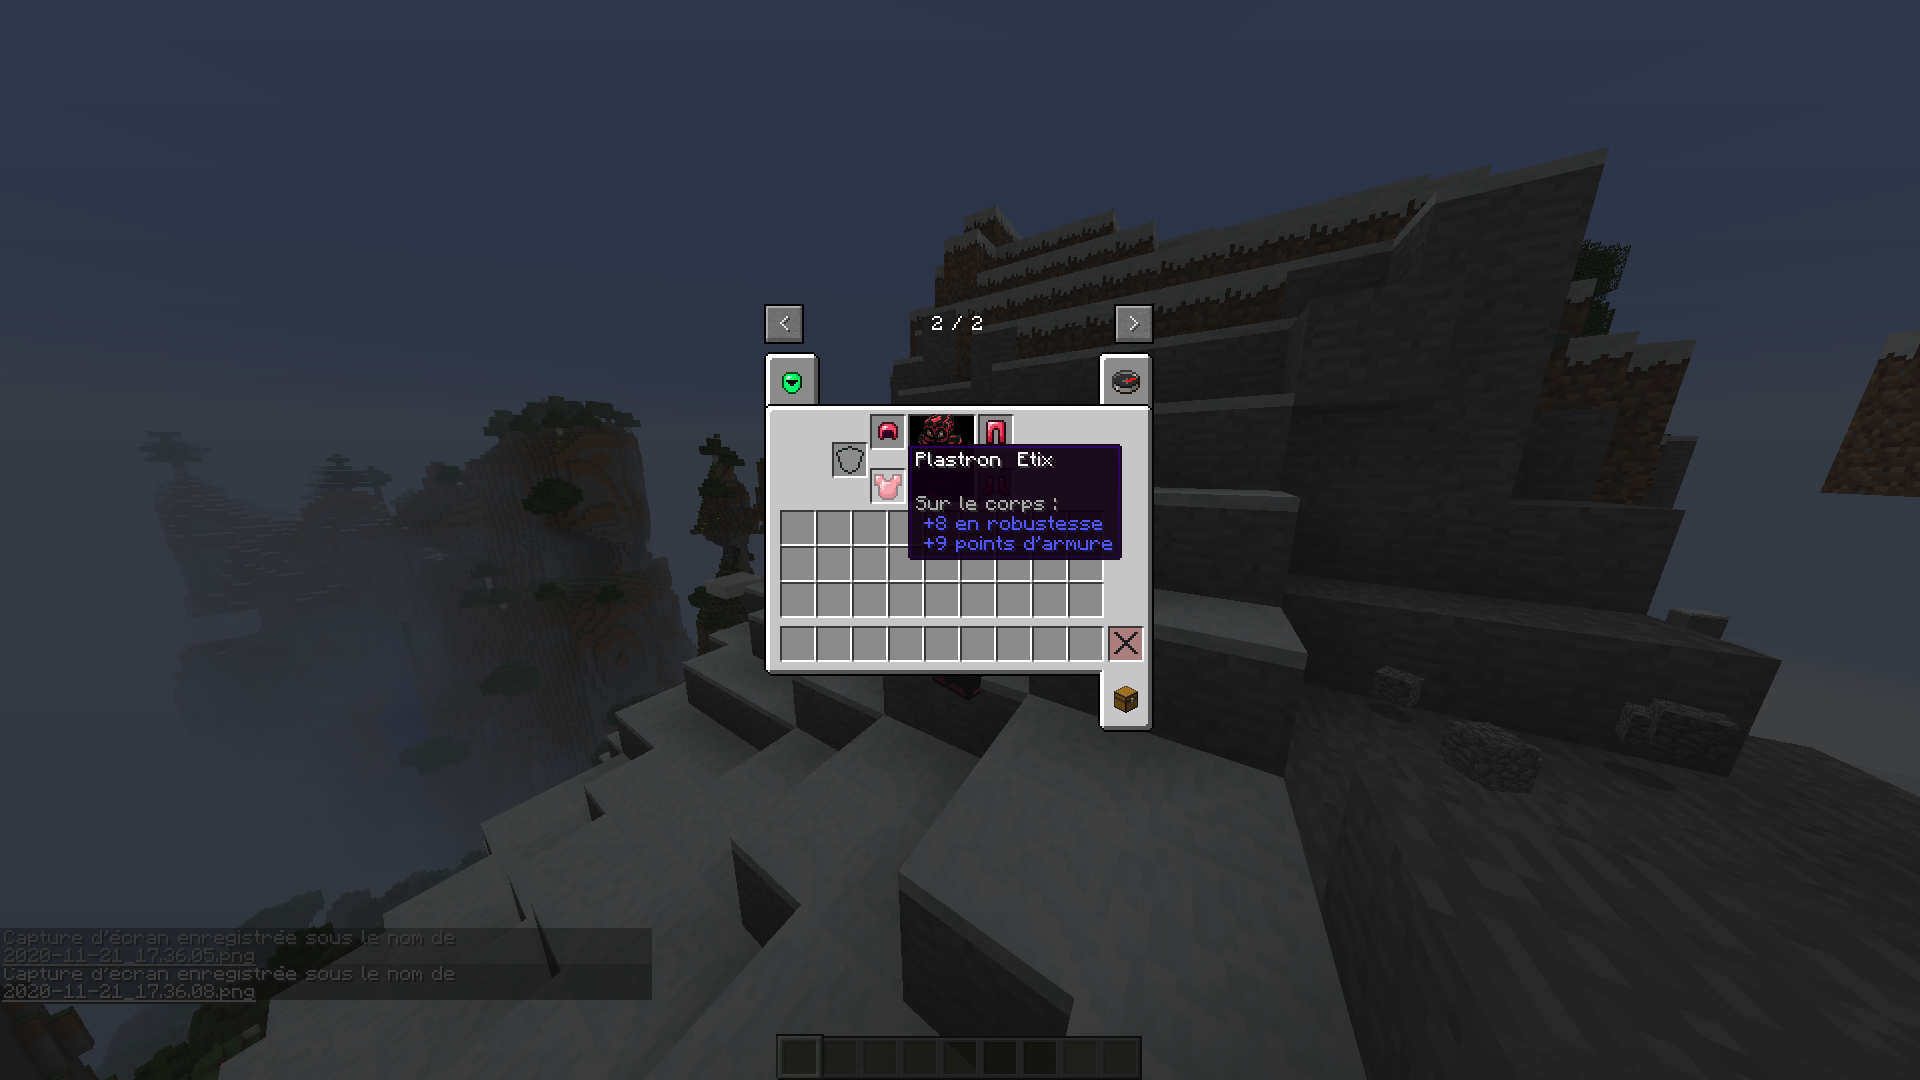 2 / 2
Plastron Etix
Sur le corps :
+8 en robustesse
+9 points d'armure
Capture d'écran enregistrée sous le nom de
2020-11-21_17.36.05.png
Capture d'écran enregistrée sous le nom de
2020-11-21_17.36.08.png